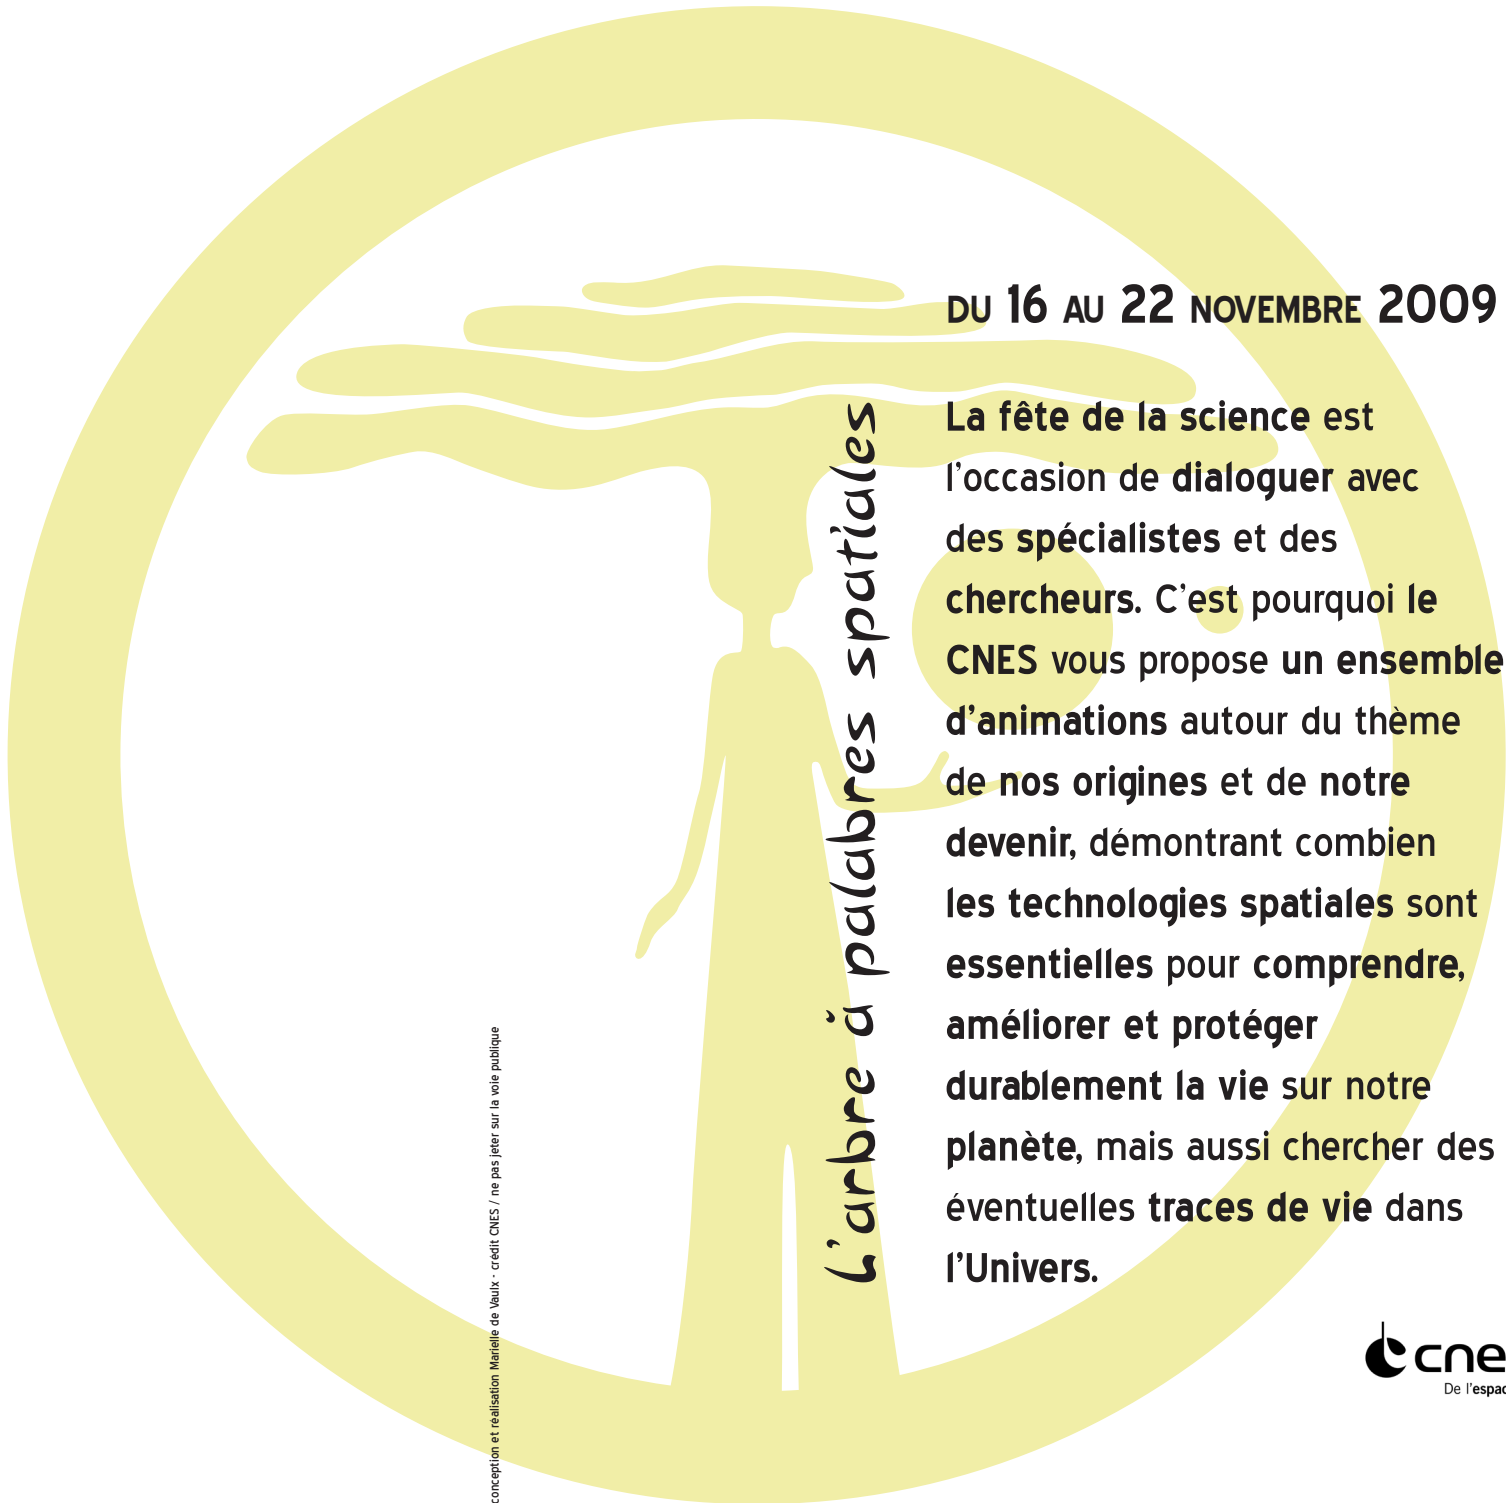 DU 16 AU 22 NOVEMBRE 2009
L'arbre à palabres spatiales
La fête de la science est
l'occasion de dialoguer avec
des spécialistes et des
chercheurs. C'est pourquoi le
CNES vous propose un ensemble
d'animations autour du thème
de nos origines et de notre
devenir, démontrant combien
les technologies spatiales sont
essentielles pour comprendre,
améliorer et protéger
durablement la vie sur notre
planète, mais aussi chercher des
éventuelles traces de vie dans
l'Univers.
conception et réalisation Marielle de Vaulx - crédit CNES / ne pas jeter sur la voie publique
cne
De l'espac